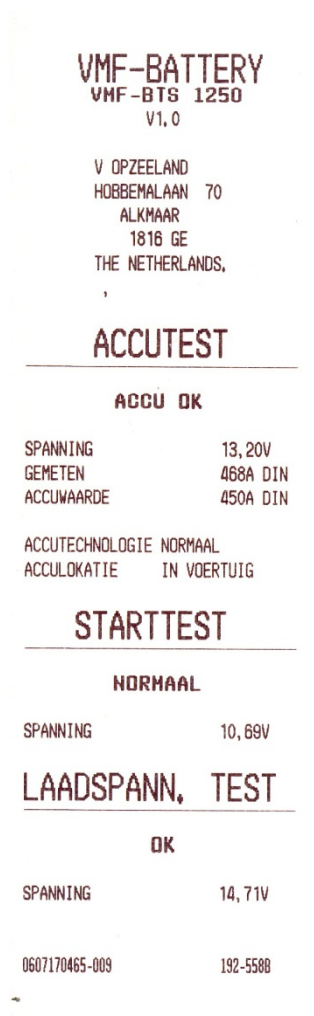 VMF-BATTERY
VMF-BTS 1250
V1.0
V OPZEELAND
HOBBEMALAAN 70
ALKMAAR
1816 GE
THE NETHERLANDS.
,
ACCUTEST
ACCU OK
SPANNING 13,20V
GEMETEN 468A DIN
ACCUWAARDE 450A DIN
ACCUTECHNOLOGIE NORMAAL
ACCULOKATIE IN VOERTUIG
STARTTEST
NORMAAL
SPANNING 10,69V
LAADSPANN. TEST
OK
SPANNING 14,71V
0607170465-009 192-558B